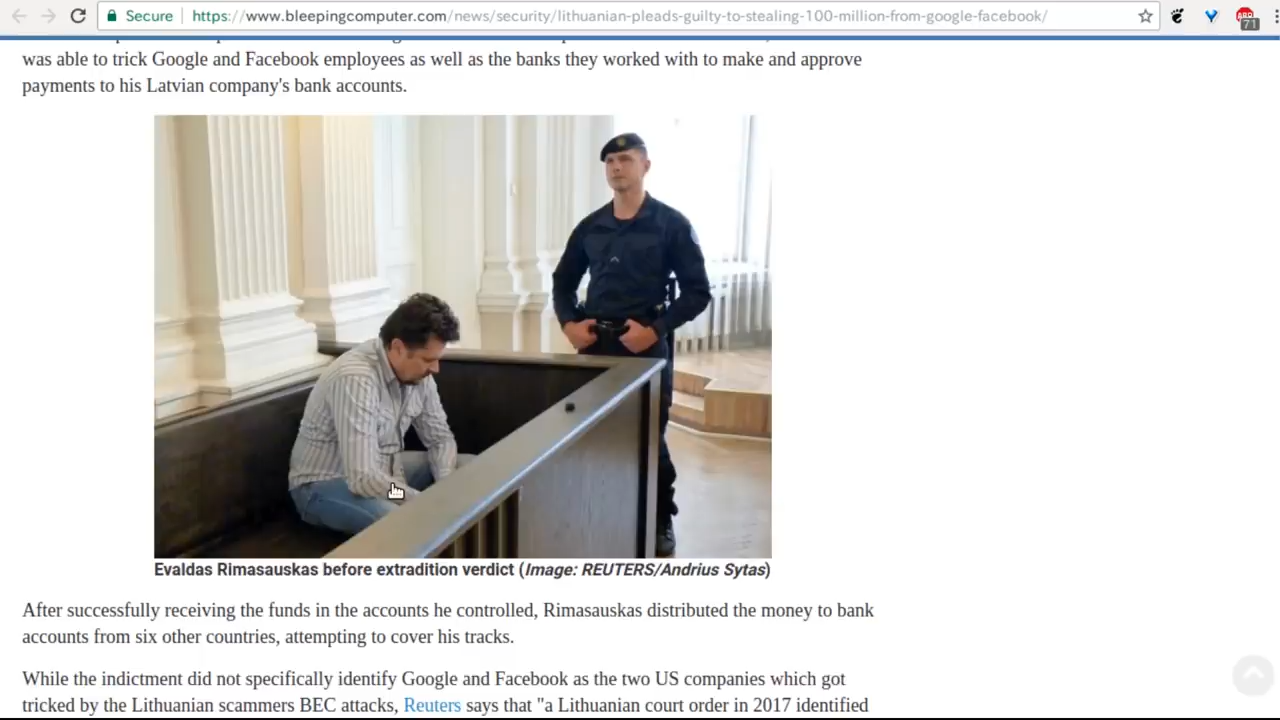 Secure
https://www.bleepingcomputer.com/news/security/lithuanian-pleads-guilty-to-stealing-100-million-from-google-facebook/
71
was able to trick Google and Facebook employees as well as the banks they worked with to make and approve
payments to his Latvian company's bank accounts.
Evaldas Rimasauskas before extradition verdict (Image: REUTERS/Andrius Sytas)
After successfully receiving the funds in the accounts he controlled, Rimasauskas distributed the money to bank
accounts from six other countries, attempting to cover his tracks.
While the indictment did not specifically identify Google and Facebook as the two US companies which got
tricked by the Lithuanian scammers BEC attacks, Reuters says that "a Lithuanian court order in 2017 identified